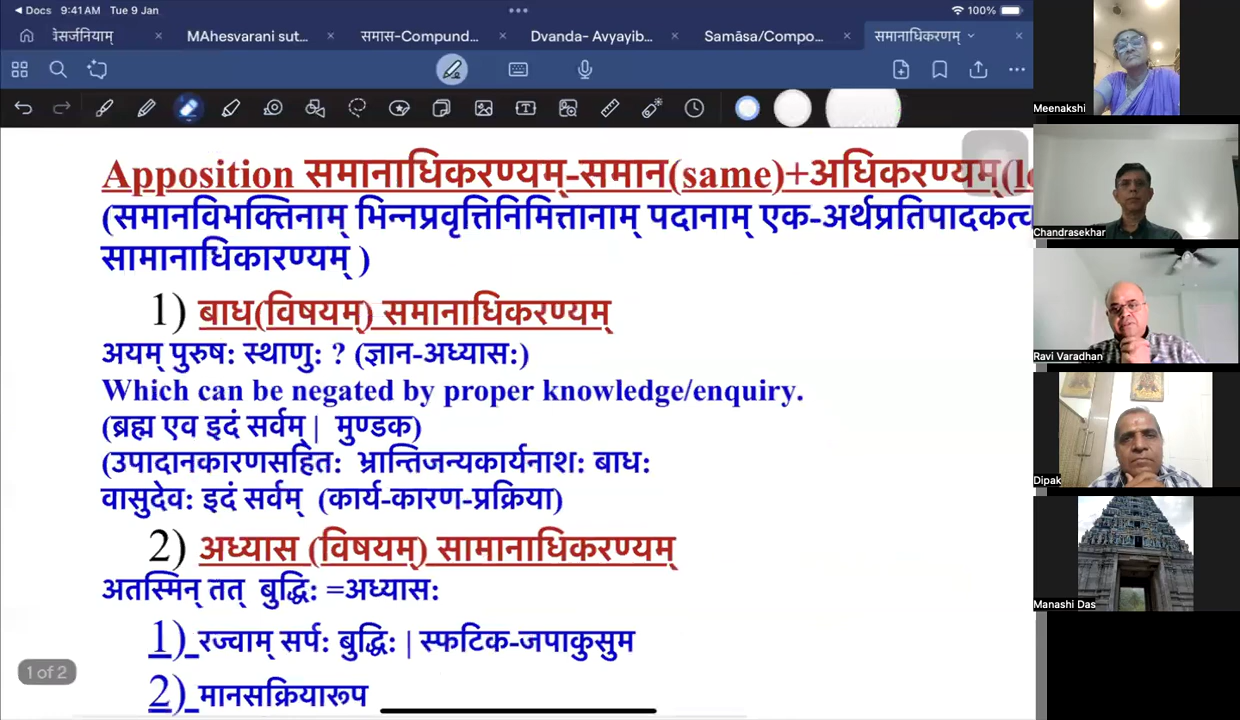 Docs 9:41 AM Tue 9 Jan 100%
MAhesvarani sut... समास-Compund... Dvanda- Avyayib... Samāsa/Compo... समानाधिकरणम्
Apposition समानाधिकरण्यम्-समान(same)+अधिकरण्यम्
(समानविभक्तिनाम् भिन्नप्रवृत्तिनिमित्तानाम् पदानाम् एक-अर्थप्रतिपादकत्व
सामानाधिकारण्यम् )
1) बाध(विषयम्) समानाधिकरण्यम्
अयम् पुरुष: स्थाणु: ? (ज्ञान-अध्यास:)
Which can be negated by proper knowledge/enquiry.
(ब्रह्म एव इदं सर्वम् | मुण्डक)
(उपादानकारणसहित: भ्रान्तिजन्यकार्यनाश: बाध:
वासुदेव: इदं सर्वम् (कार्य-कारण-प्रक्रिया)
2) अध्यास (विषयम्) सामानाधिकरण्यम्
अतस्मिन् तत् बुद्धि: =अध्यास:
1) रज्वाम् सर्प: बुद्धि: | स्फटिक-जपाकुसुम
2) मानसक्रियारूप
1 of 2
Meenakshi
Chandrasekhar
Ravi Varadhan
Dipak
Manashi Das